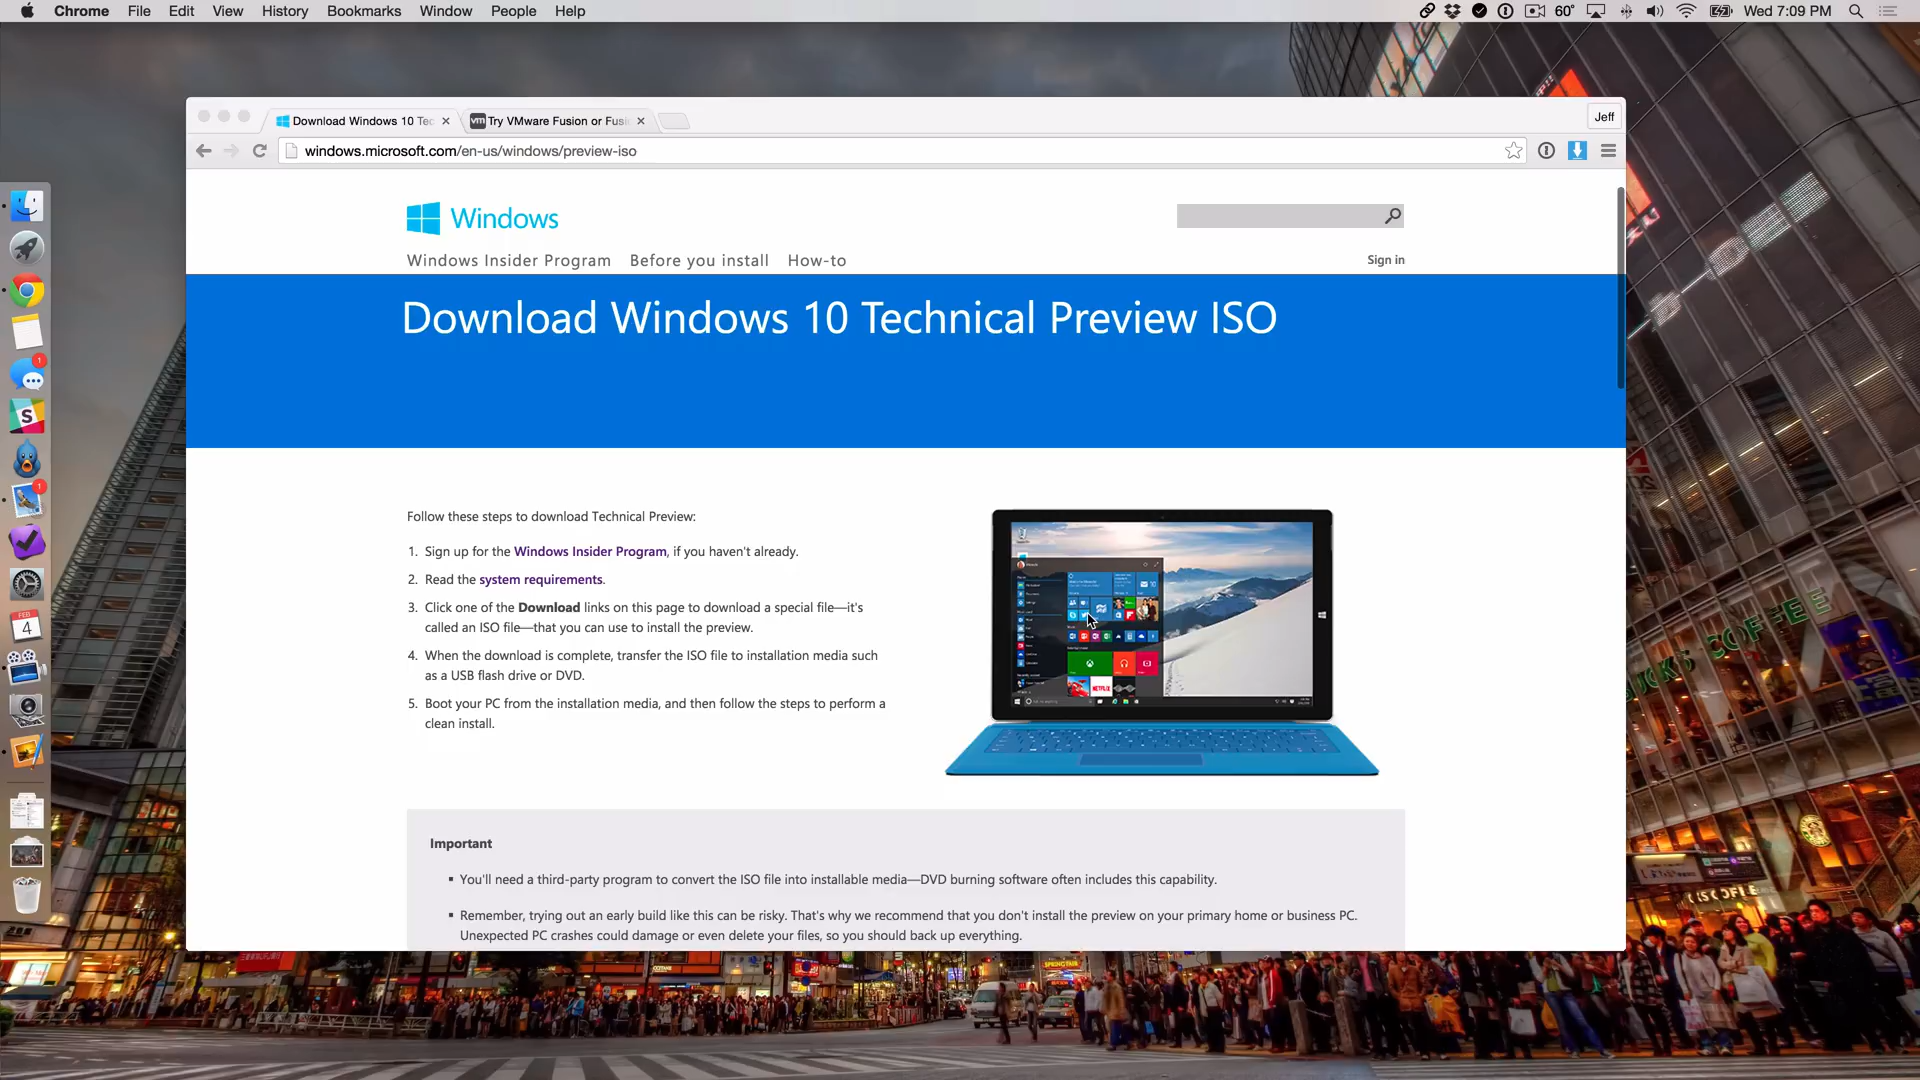 Chrome File Edit View History Bookmarks Window People Help
60° Wed 7:09 PM
Download Windows 10 Tec
vm Try VMware Fusion or Fusi
Jeff
windows.microsoft.com/en-us/windows/preview-iso
Windows
Windows Insider Program Before you install How-to
Sign in
Download Windows 10 Technical Preview ISO
Follow these steps to download Technical Preview:
1. Sign up for the Windows Insider Program, if you haven't already.
2. Read the system requirements.
3. Click one of the Download links on this page to download a special file—it's
called an ISO file—that you can use to install the preview.
4. When the download is complete, transfer the ISO file to installation media such
as a USB flash drive or DVD.
5. Boot your PC from the installation media, and then follow the steps to perform a
clean install.
NETFLIX
Important
▪ You'll need a third-party program to convert the ISO file into installable media—DVD burning software often includes this capability.
▪ Remember, trying out an early build like this can be risky. That's why we recommend that you don't install the preview on your primary home or business PC.
Unexpected PC crashes could damage or even delete your files, so you should back up everything.
1
S
1
FEB
4
COFFEE